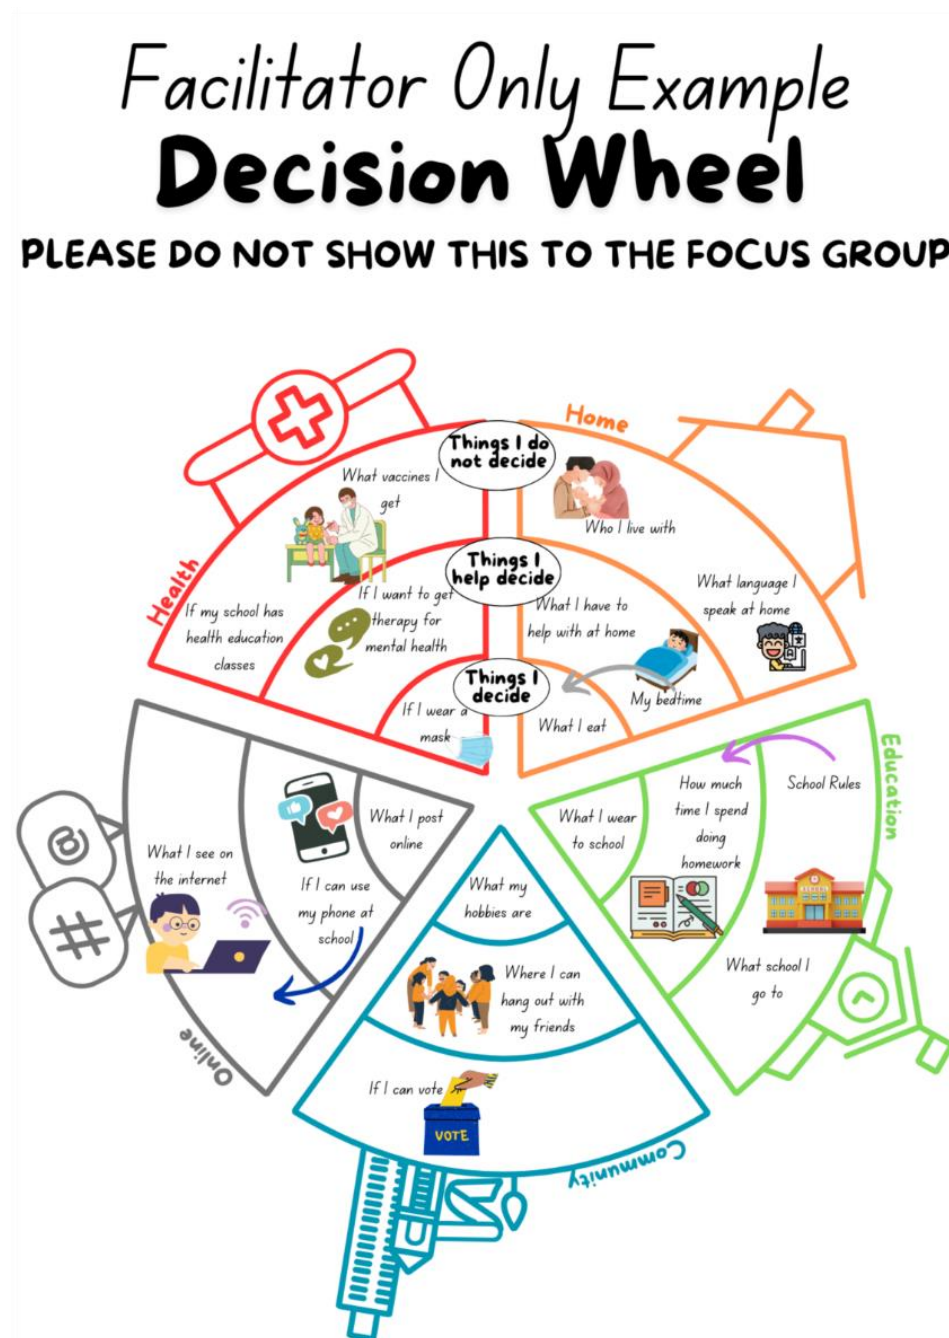 Facilitator Only Example
Decision Wheel
PLEASE DO NOT SHOW THIS TO THE FOCUS GROUP
Health
What vaccines I
get
If my school has
health education
classes
If I want to get
therapy for
mental health
If I wear a
mask
Things I do
not decide
Things I
help decide
Things I
decide
Home
Who I live with
What language I
speak at home
What I have to
help with at home
My bedtime
What I eat
Education
School Rules
What school I
go to
How much
time I spend
doing
homework
What I wear
to school
SCHOOL
Online
What I see on
the internet
If I can use
my phone at
school
What I post
online
@
#
What my
hobbies are
Where I can
hang out with
my friends
If I can vote
VOTE
Community